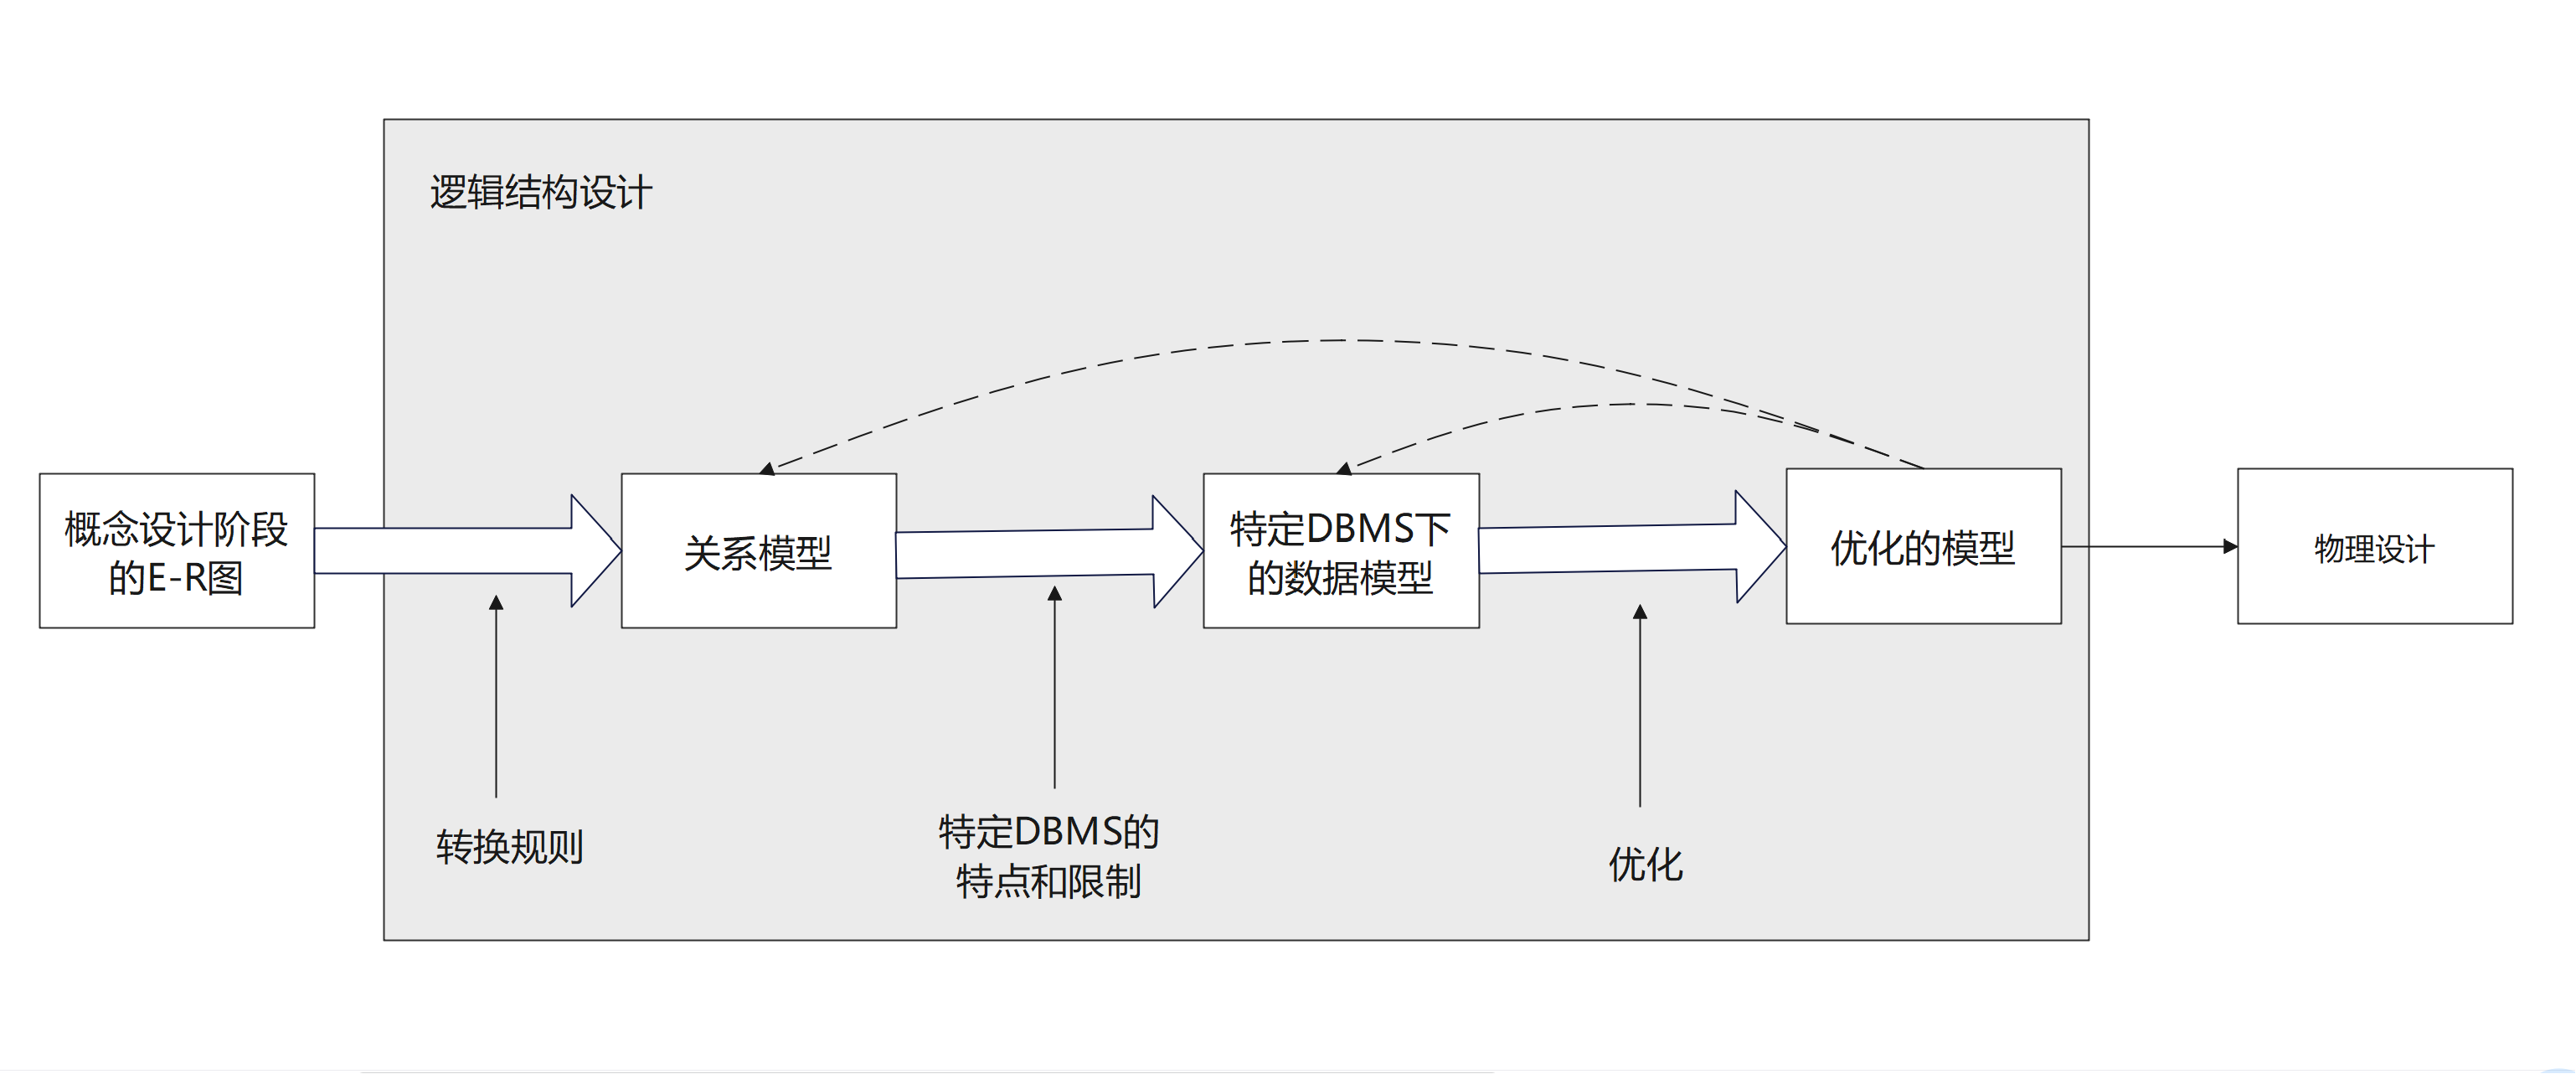 逻辑结构设计
概念设计阶段
的E-R图
关系模型
特定DBMS下
的数据模型
优化的模型
物理设计
转换规则
特定DBMS的
特点和限制
优化